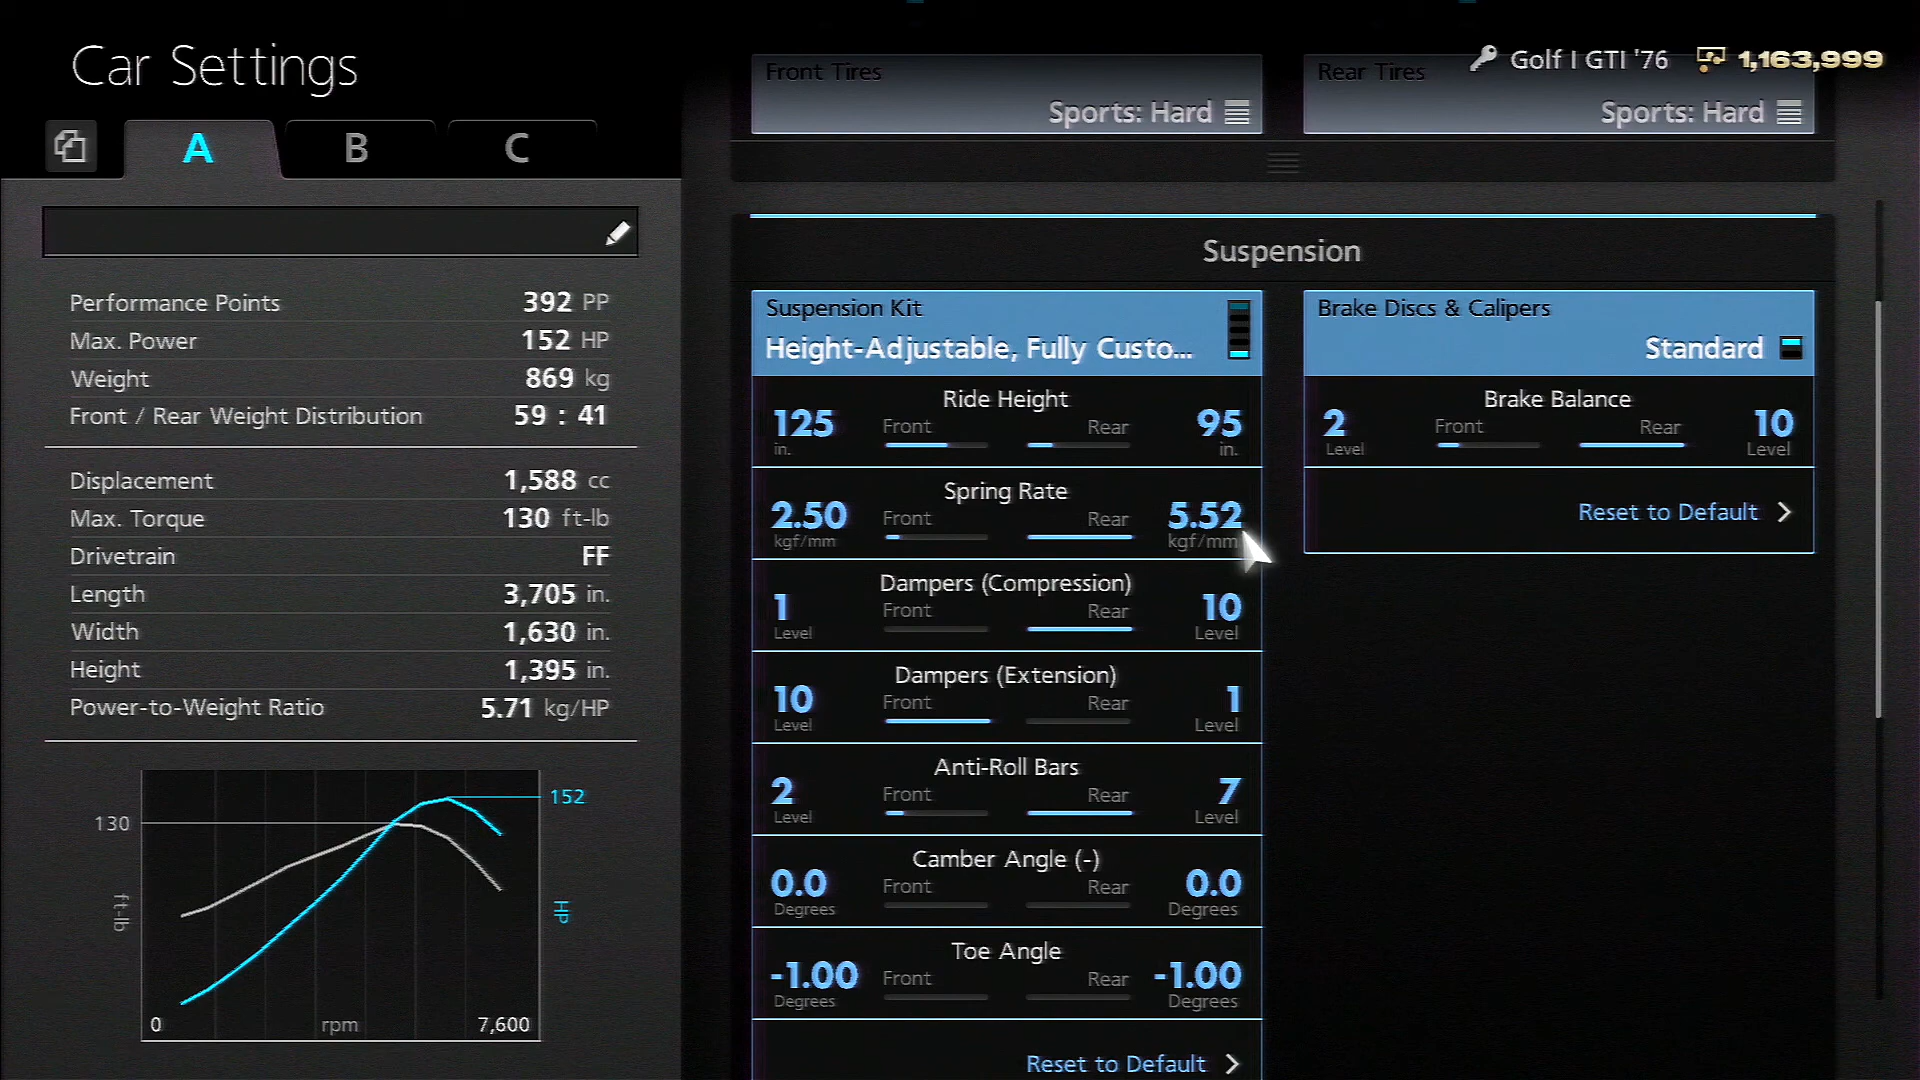 Car Settings
Golf I GTI '76
1,163,999
A
B
C
Performance Points 392 PP
Max. Power 152 HP
Weight 869 kg
Front / Rear Weight Distribution 59 : 41
Displacement 1,588 cc
Max. Torque 130 ft-lb
Drivetrain FF
Length 3,705 in.
Width 1,630 in.
Height 1,395 in.
Power-to-Weight Ratio 5.71 kg/HP
152
130
ft-lb
HP
0 rpm 7,600
Front Tires
Sports: Hard
Rear Tires
Sports: Hard
Suspension
Suspension Kit
Height-Adjustable, Fully Custo...
Ride Height
125 in. Front Rear 95 in.
Spring Rate
2.50 kgf/mm Front Rear 5.52 kgf/mm
Dampers (Compression)
1 Level Front Rear 10 Level
Dampers (Extension)
10 Level Front Rear 1 Level
Anti-Roll Bars
2 Level Front Rear 7 Level
Camber Angle (-)
0.0 Degrees Front Rear 0.0 Degrees
Toe Angle
-1.00 Degrees Front Rear -1.00 Degrees
Reset to Default
Brake Discs & Calipers
Standard
Brake Balance
2 Level Front Rear 10 Level
Reset to Default